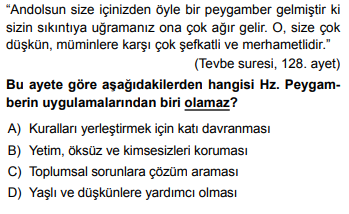 “Andolsun size içinizden öyle bir peygamber gelmiştir ki
sizin sıkıntıya uğramanız ona çok ağır gelir. O, size çok
düşkün, müminlere karşı çok şefkatli ve merhametlidir.”
(Tevbe suresi, 128. ayet)
Bu ayete göre aşağıdakilerden hangisi Hz. Peygam-
berin uygulamalarından biri olamaz?
A) Kuralları yerleştirmek için katı davranması
B) Yetim, öksüz ve kimsesizleri koruması
C) Toplumsal sorunlara çözüm araması
D) Yaşlı ve düşkünlere yardımcı olması